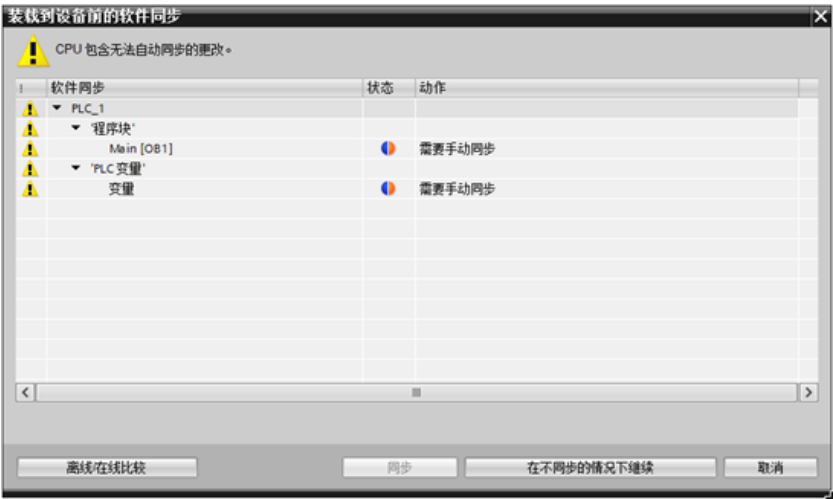 装载到设备前的软件同步
CPU 包含无法自动同步的更改。
! 软件同步 状态 动作
PLC_1
'程序块'
Main [OB1] 需要手动同步
'PLC 变量'
变量 需要手动同步
离线/在线比较 同步 在不同步的情况下继续 取消